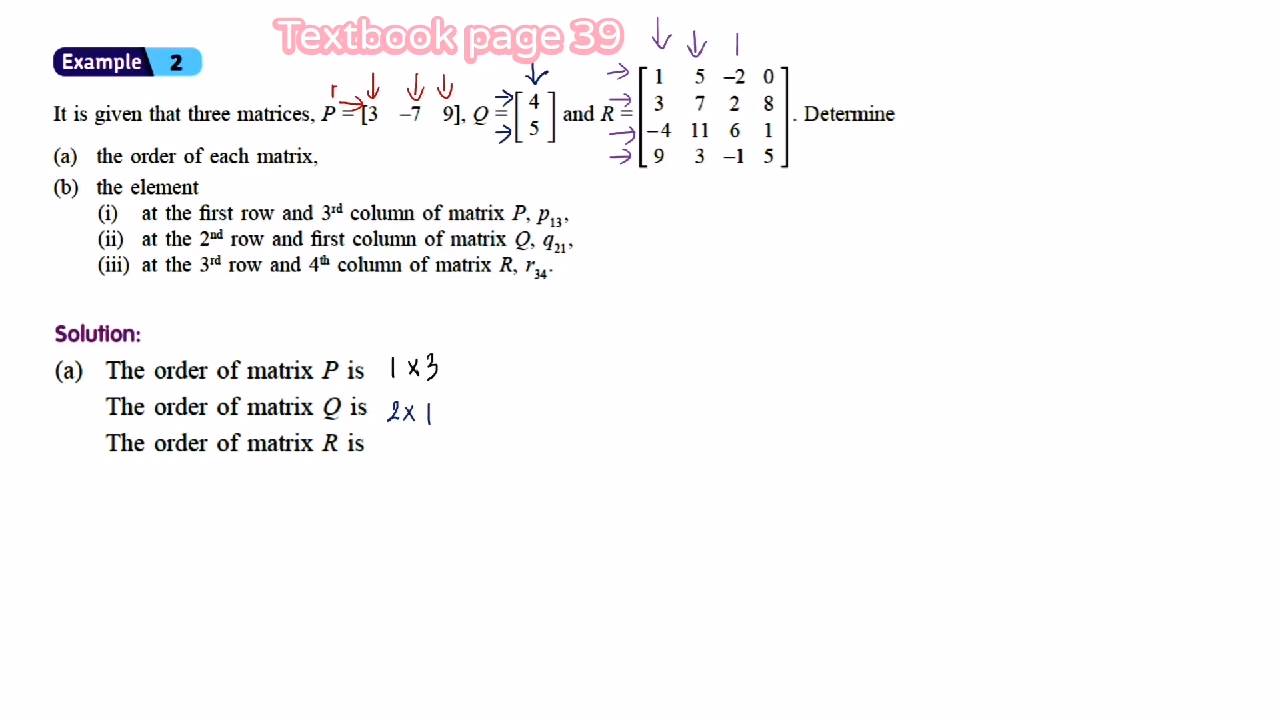 Textbook page 39
Example 2
It is given that three matrices, P = [3 −7 9], Q = [4 5] and R = [1 5 −2 0 3 7 2 8 −4 11 6 1 9 3 −1 5]. Determine
(a) the order of each matrix,
(b) the element
(i) at the first row and 3rd column of matrix P, p13,
(ii) at the 2nd row and first column of matrix Q, q21,
(iii) at the 3rd row and 4th column of matrix R, r34.
Solution:
(a) The order of matrix P is 1 × 3
The order of matrix Q is 2 × 1
The order of matrix R is